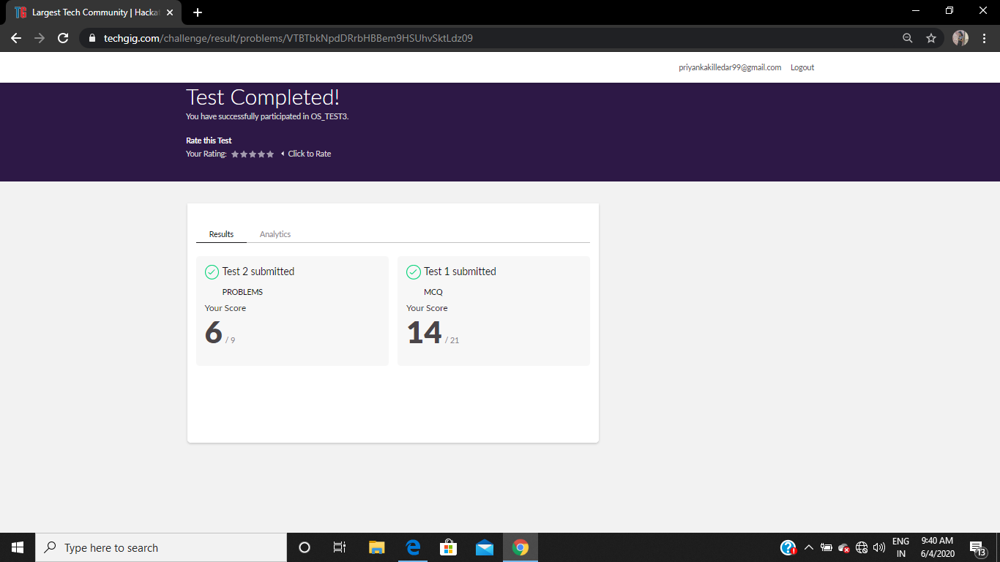 Largest Tech Community | Hacka
techgig.com/challenge/result/problems/VTBTbkNpdDRrbHBBem9HSUhvSktLdz09
priyankakilledar99@gmail.com Logout
Test Completed!
You have successfully participated in OS_TEST3.
Rate this Test
Your Rating: Click to Rate
Results Analytics
Test 2 submitted
PROBLEMS
Your Score
6 / 9
Test 1 submitted
MCQ
Your Score
14 / 21
Type here to search
ENG
IN
9:40 AM
6/4/2020
13